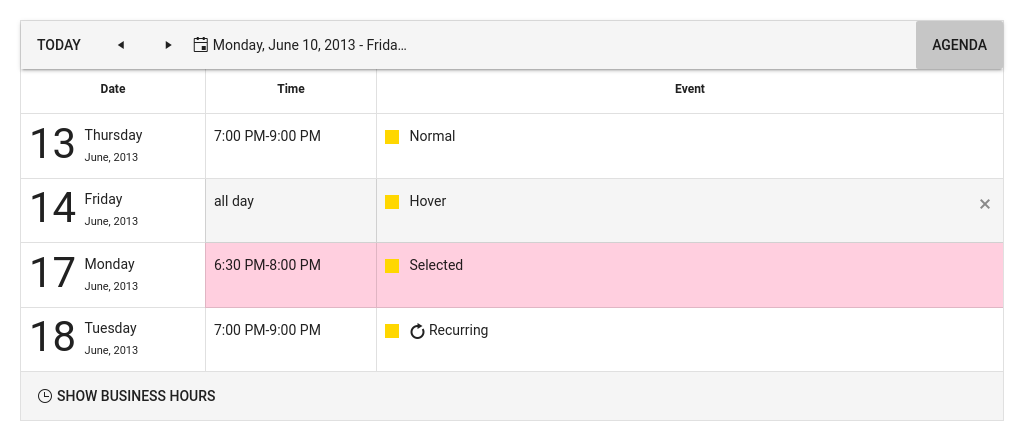 TODAY Monday, June 10, 2013 - Frida... AGENDA
Date Time Event
13 Thursday 7:00 PM-9:00 PM Normal
June, 2013
14 Friday all day Hover
June, 2013
17 Monday 6:30 PM-8:00 PM Selected
June, 2013
18 Tuesday 7:00 PM-9:00 PM Recurring
June, 2013
SHOW BUSINESS HOURS